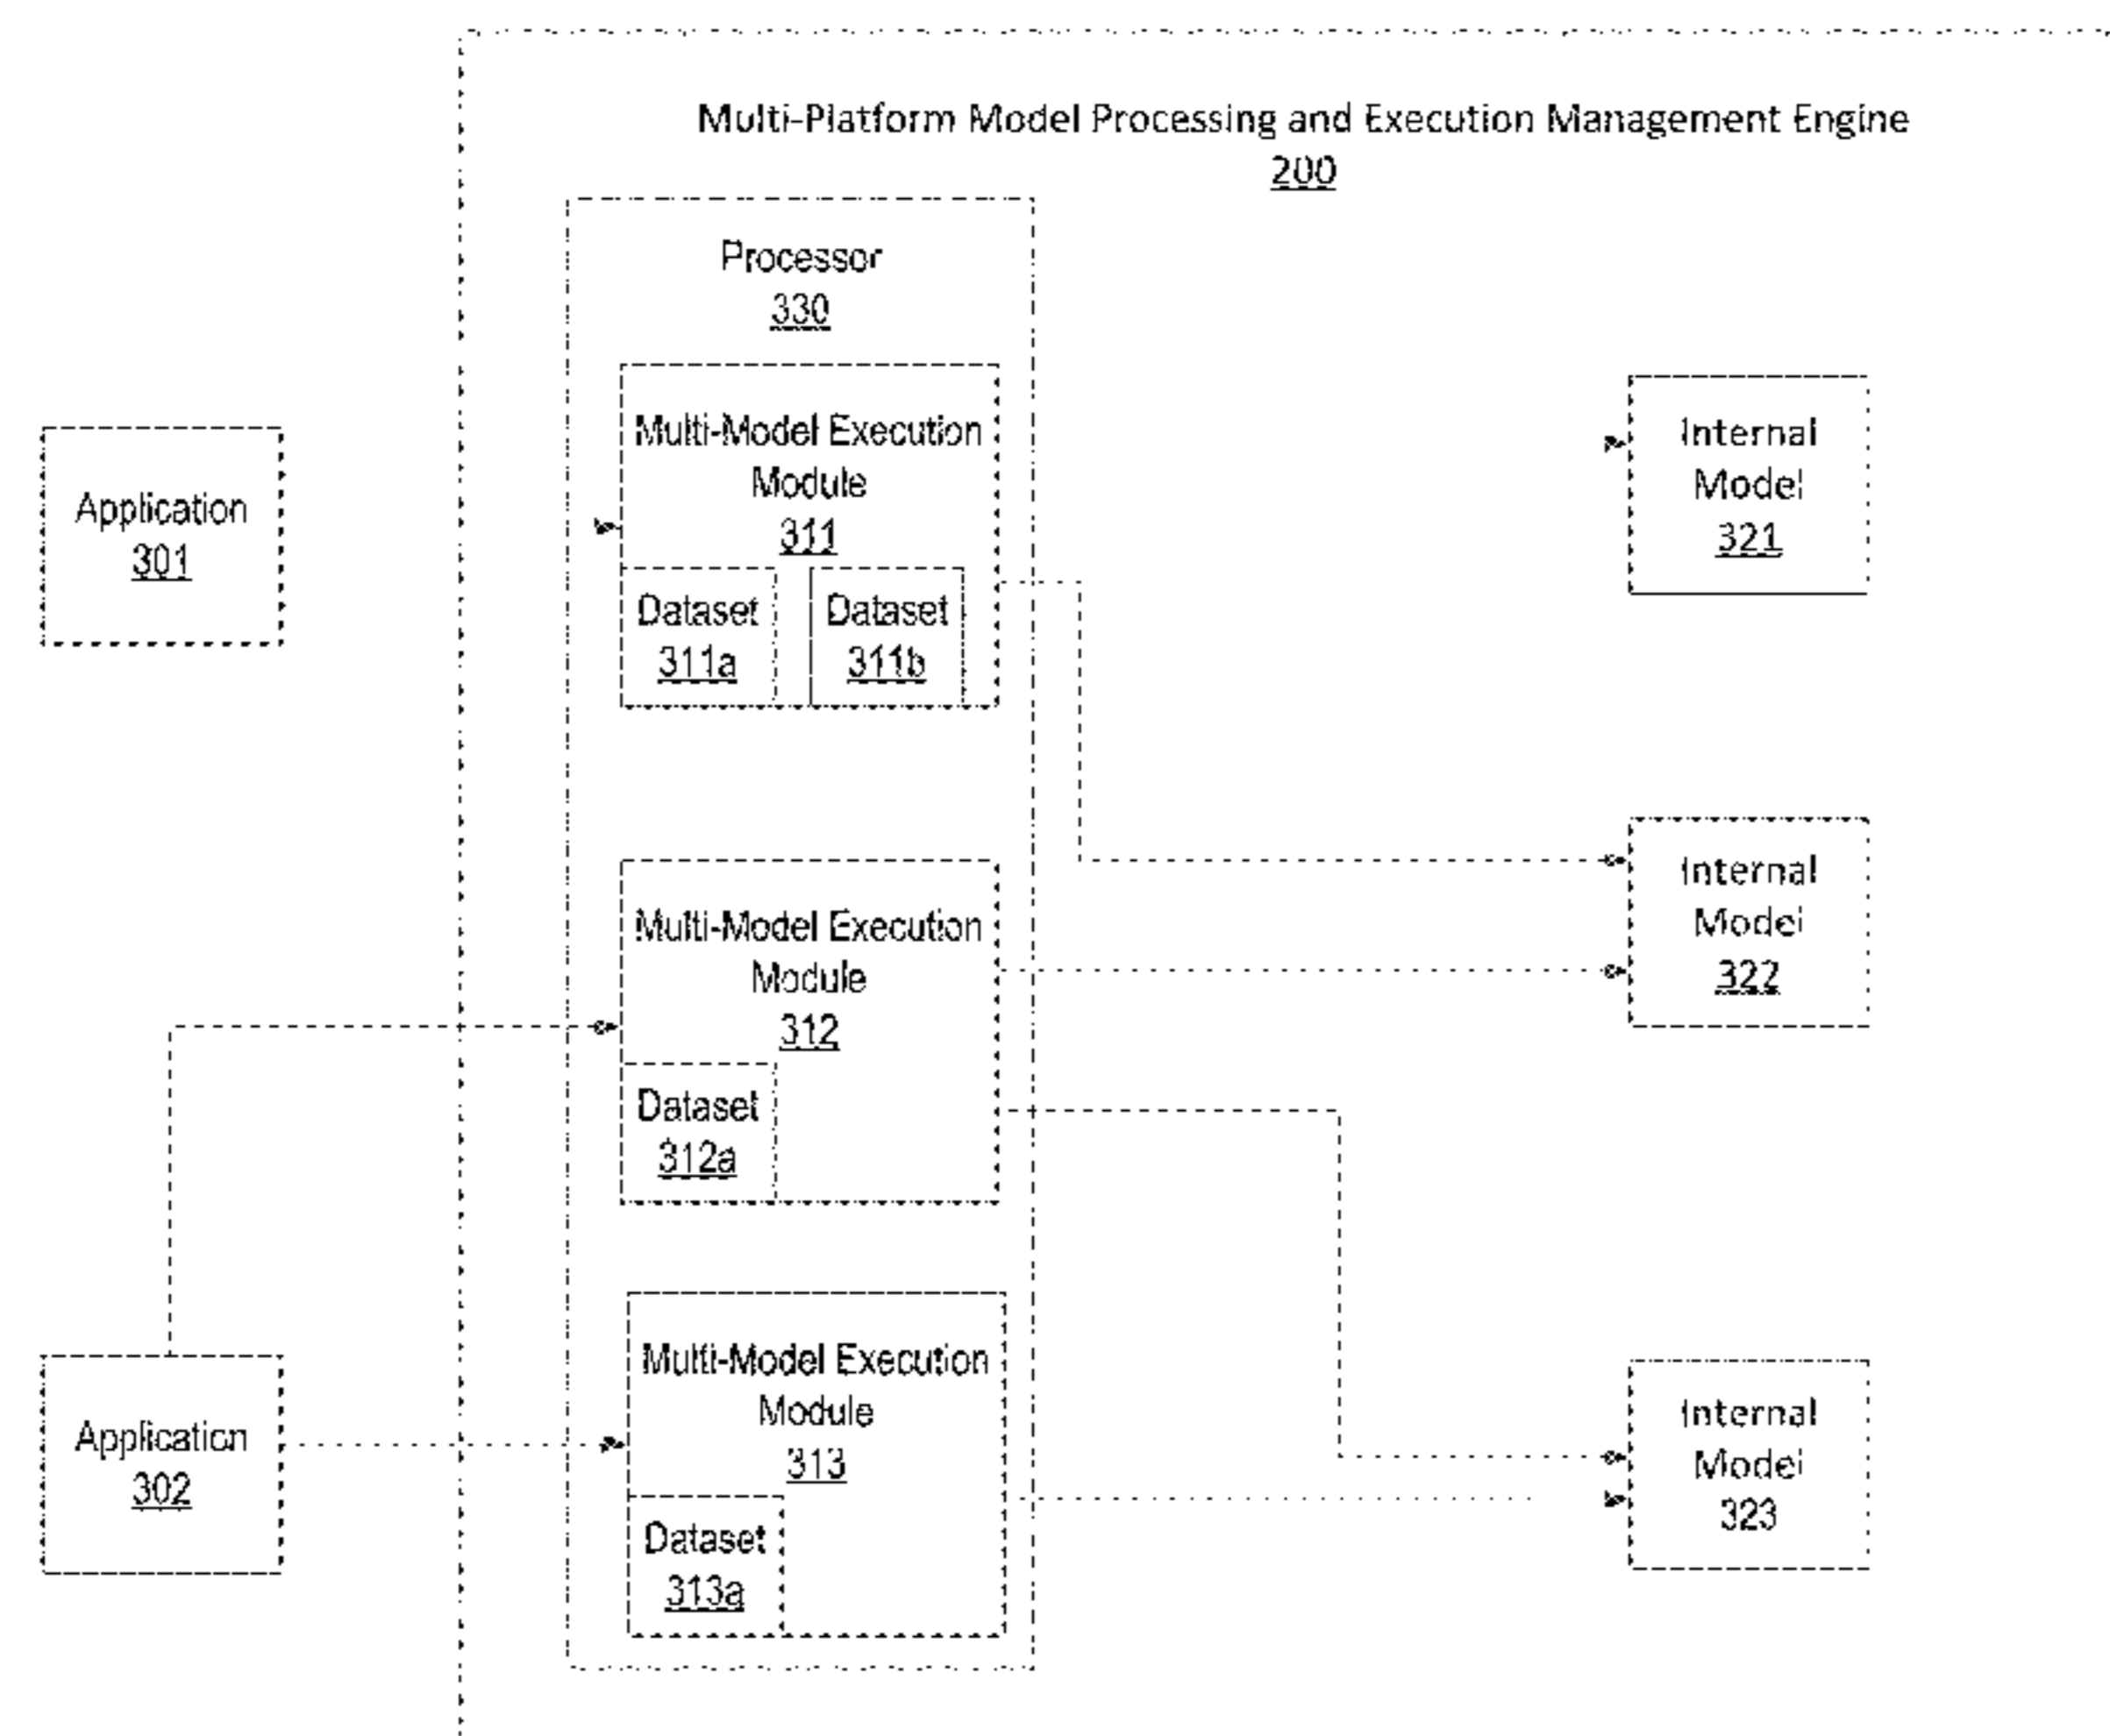 Multi-Platform Model Processing and Execution Management Engine
200
Processor
330
Application
301
Multi-Model Execution
Module
311
Dataset
311a
Dataset
311b
Internal
Model
321
Multi-Model Execution
Module
312
Dataset
312a
Internal
Model
322
Application
302
Multi-Model Execution
Module
313
Dataset
313a
Internal
Model
323